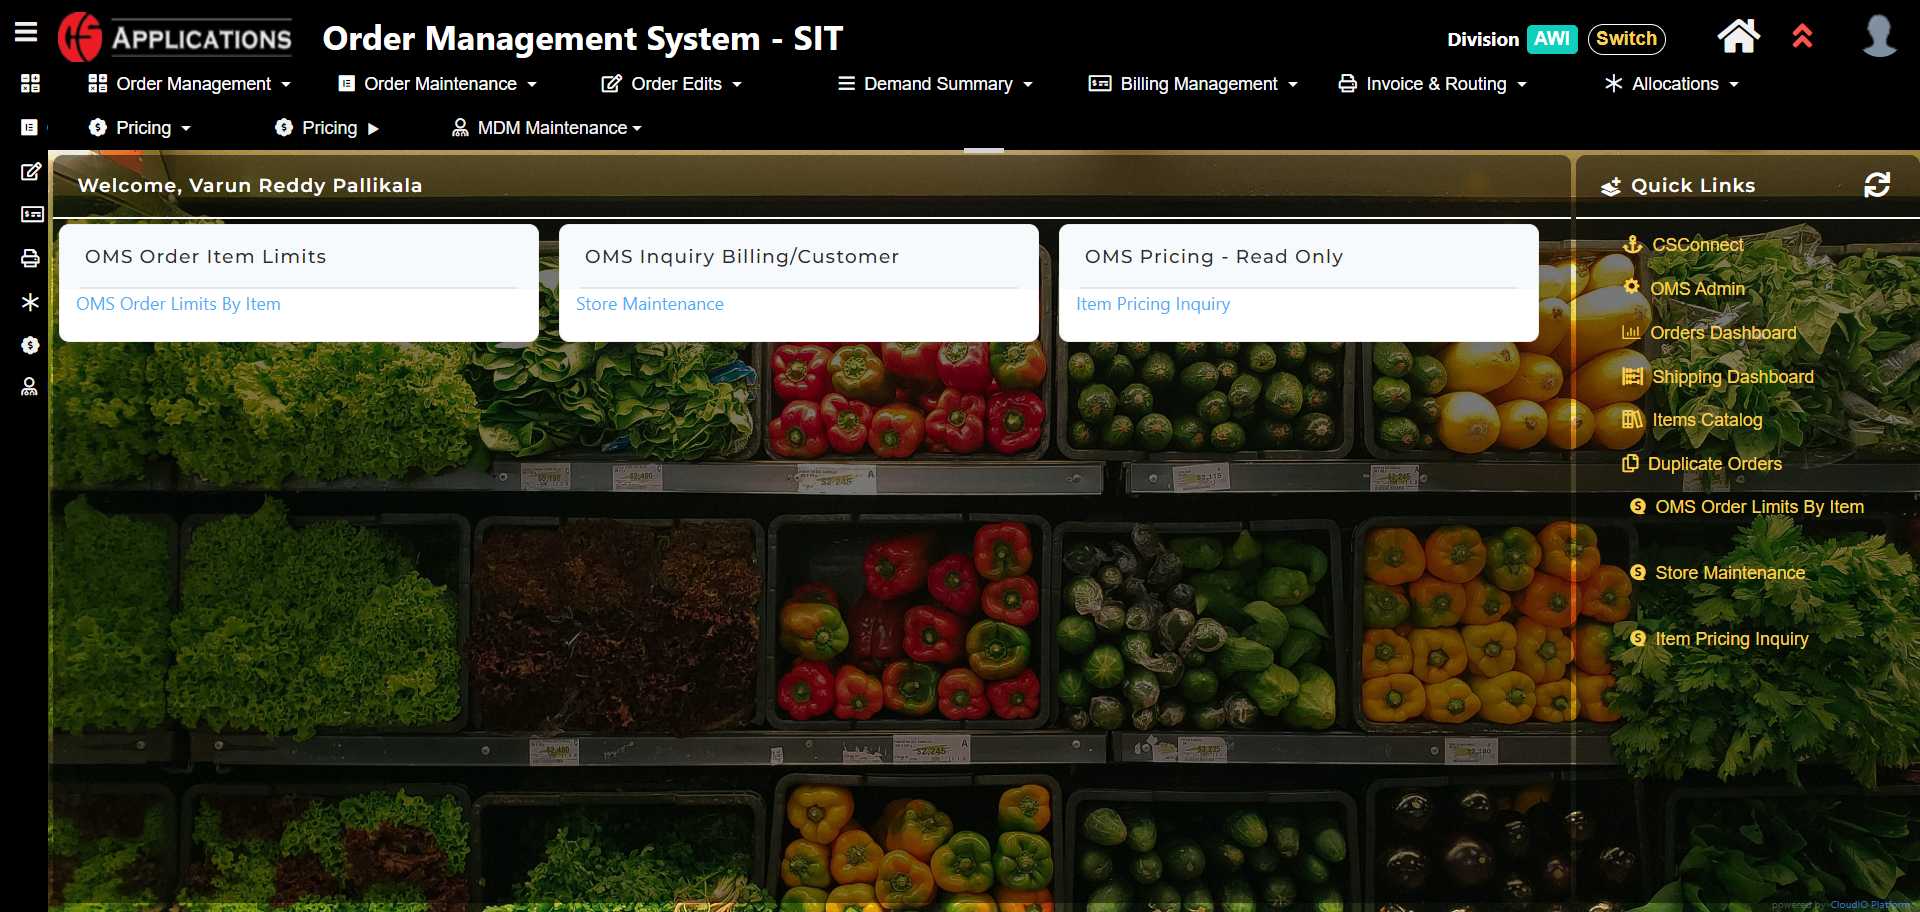 APPLICATIONS
Order Management System - SIT
Division AWI Switch
Order Management
Order Maintenance
Order Edits
Demand Summary
Billing Management
Invoice & Routing
Allocations
Pricing
Pricing
MDM Maintenance
Welcome, Varun Reddy Pallikala
OMS Order Item Limits
OMS Order Limits By Item
OMS Inquiry Billing/Customer
Store Maintenance
OMS Pricing - Read Only
Item Pricing Inquiry
Quick Links
CSConnect
OMS Admin
Orders Dashboard
Shipping Dashboard
Items Catalog
Duplicate Orders
OMS Order Limits By Item
Store Maintenance
Item Pricing Inquiry
powered by CloudIO Platform